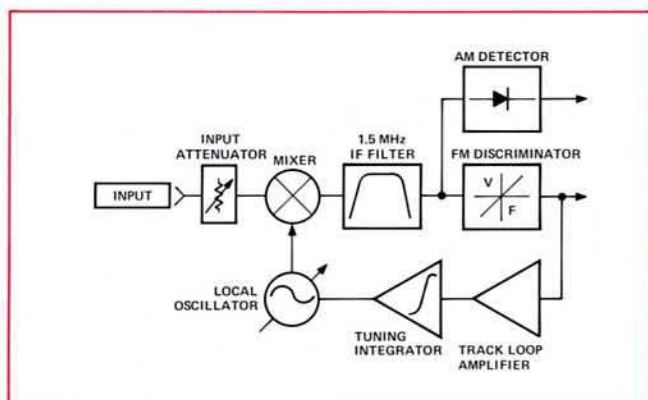 AM DETECTOR
INPUT
ATTENUATOR
MIXER
1.5 MHz
IF FILTER
FM DISCRIMINATOR
INPUT
V
F
LOCAL
OSCILLATOR
TUNING
INTEGRATOR
TRACK LOOP
AMPLIFIER